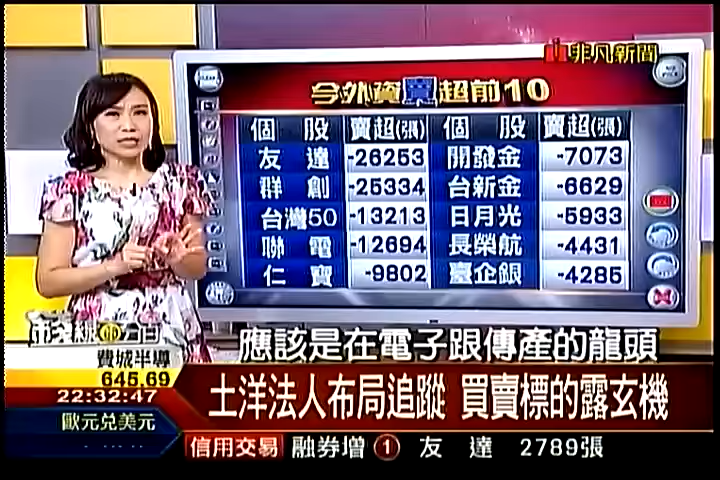 非凡新聞
今外資賣超前10
個股 賣超(張) 個股 賣超(張)
友達 -26253 開發金 -7073
群創 -25334 台新金 -6629
台灣50 -13213 日月光 -5933
聯電 -12694 長榮航 -4431
仁寶 -9802 臺企銀 -4285
應該是在電子跟傳產的龍頭
費城半導
645.69
土洋法人布局追蹤 買賣標的露玄機
22:32:47
歐元兑美元
信用交易 融券增 1 友達 2789張